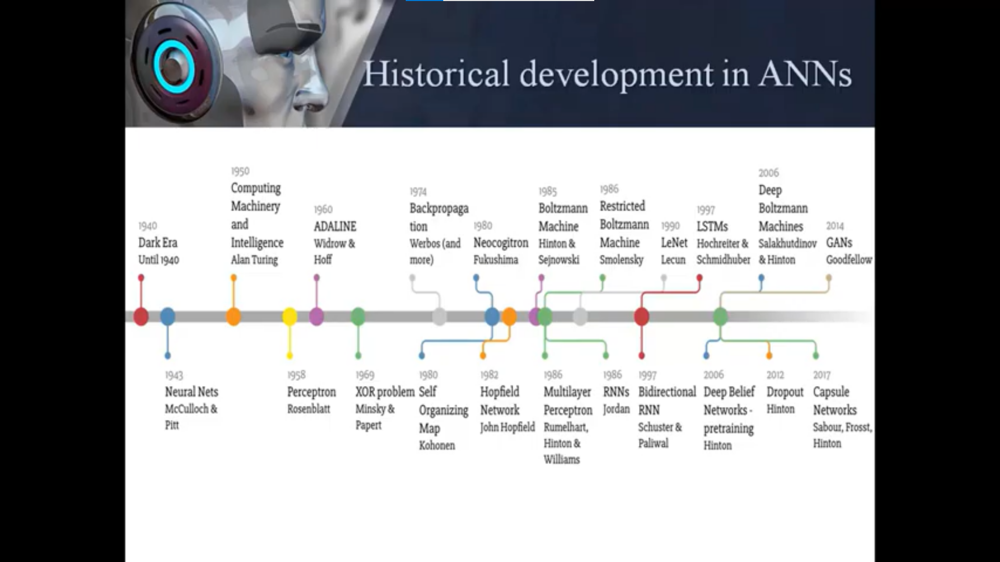 Historical development in ANNs
1940
Dark Era
Until 1940
1950
Computing
Machinery
and
Intelligence
Alan Turing
1960
ADALINE
Widrow &
Hoff
1974
Backpropaga
tion
Werbos (and
more)
1980
Neocogitron
Fukushima
1985
Boltzmann
Machine
Hinton &
Sejnowski
1986
Restricted
Boltzmann
Machine
Smolensky
1990
LeNet
Lecun
1997
LSTMs
Hochreiter &
Schmidhuber
2006
Deep
Boltzmann
Machines
Salakhutdinov
& Hinton
2014
GANs
Goodfellow
1943
Neural Nets
McCulloch &
Pitt
1958
Perceptron
Rosenblatt
1969
XOR problem
Minsky &
Papert
1980
Self
Organizing
Map
Kohonen
1982
Hopfield
Network
John Hopfield
1986
Multilayer
Perceptron
Rumelhart,
Hinton &
Williams
1986
RNNs
Jordan
1997
Bidirectional
RNN
Schuster &
Paliwal
2006
Deep Belief
Networks -
pretraining
Hinton
2012
Dropout
Hinton
2017
Capsule
Networks
Sabour, Frosst,
Hinton